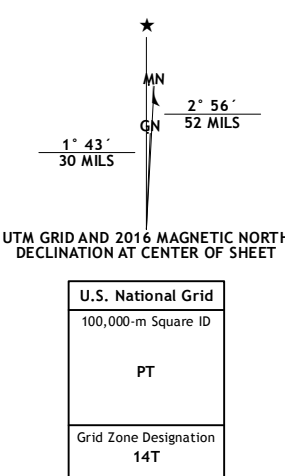 ★
MN
2° 56´
52 MILS
GN
1° 43´
30 MILS
UTM GRID AND 2016 MAGNETIC NORTH
DECLINATION AT CENTER OF SHEET
U.S. National Grid
100,000-m Square ID
PT
Grid Zone Designation
14T